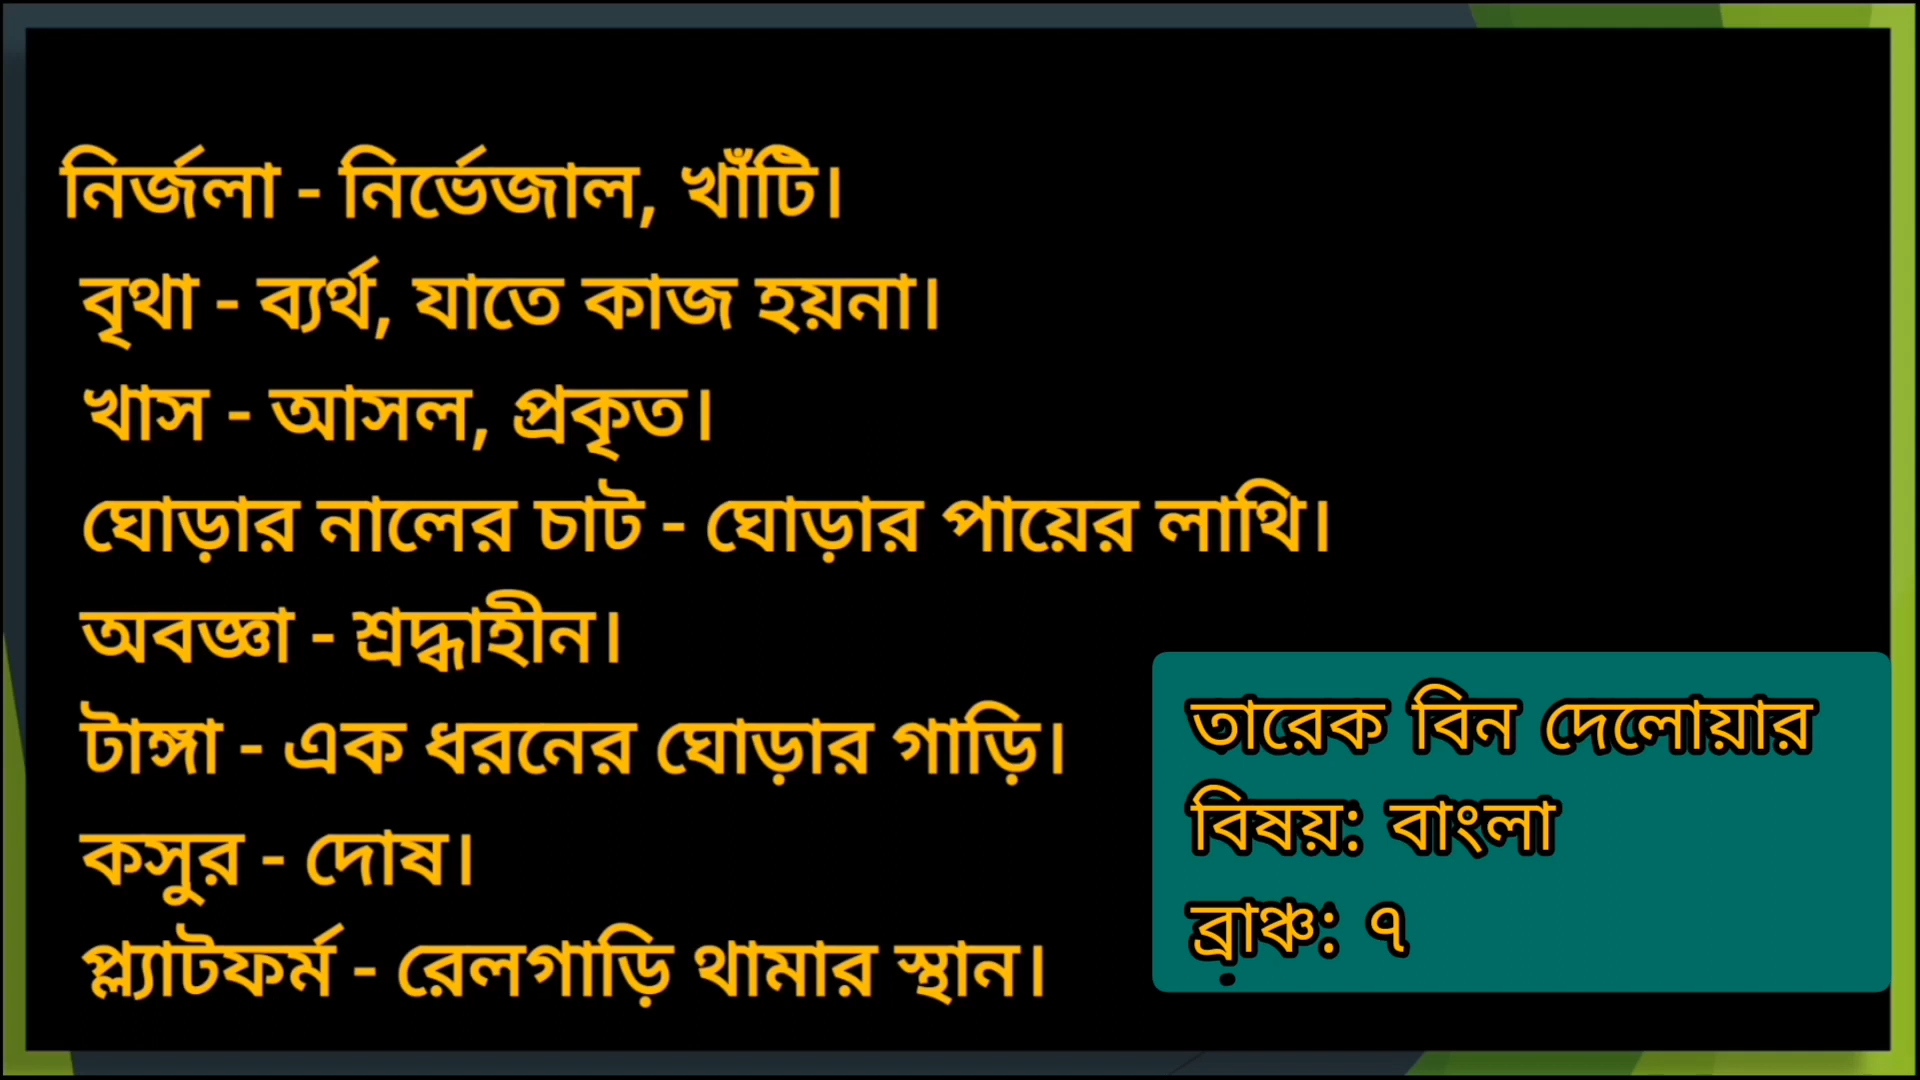 নির্জলা - নির্ভেজাল, খাঁটি।
বৃথা - ব্যর্থ, যাতে কাজ হয়না।
খাস - আসল, প্রকৃত।
ঘোড়ার নালের চাট - ঘোড়ার পায়ের লাথি।
অবজ্ঞা - শ্রদ্ধাহীন।
টাঙ্গা - এক ধরনের ঘোড়ার গাড়ি।
কসুর - দোষ।
প্ল্যাটফর্ম - রেলগাড়ি থামার স্থান।
তারেক বিন দেলোয়ার
বিষয়: বাংলা
ব্রাঞ্চ: ৭